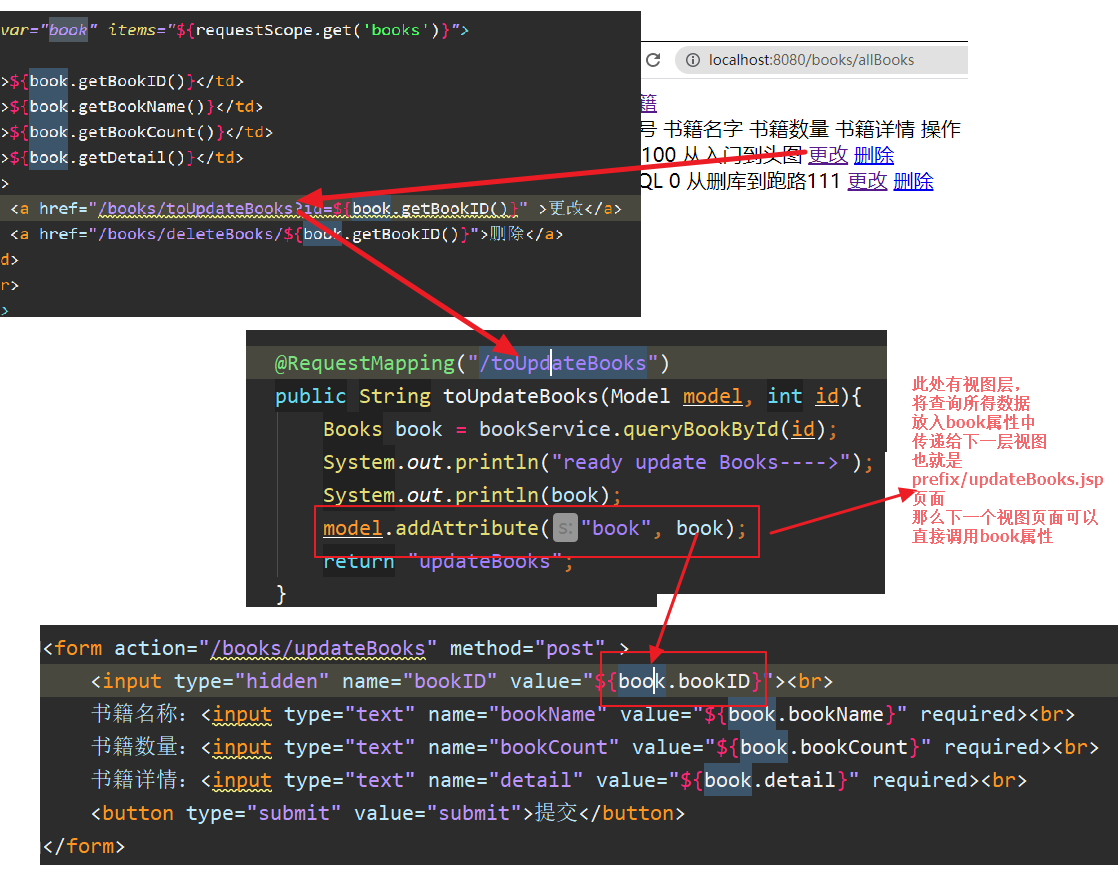 var="book" items="${requestScope.get('books')}">
>${book.getBookID()}</td>
>${book.getBookName()}</td>
>${book.getBookCount()}</td>
>${book.getDetail()}</td>
>
<a href="/books/toUpdateBooks?id=${book.getBookID()}" >更改</a>
<a href="/books/deleteBooks/${book.getBookID()}">删除</a>
d>
r>
>
localhost:8080/books/allBooks
籍
号 书籍名字 书籍数量 书籍详情 操作
100 从入门到头图 更改 删除
QL 0 从删库到跑路111 更改 删除
@RequestMapping("/toUpdateBooks")
public String toUpdateBooks(Model model, int id){
Books book = bookService.queryBookById(id);
System.out.println("ready update Books---->");
System.out.println(book);
model.addAttribute( s: "book", book);
return "updateBooks";
}
此处有视图层，
将查询所得数据
放入book属性中
传递给下一层视图
也就是
prefix/updateBooks.jsp
页面
那么下一个视图页面可以
直接调用book属性
<form action="/books/updateBooks" method="post" >
<input type="hidden" name="bookID" value="${book.bookID}"><br>
书籍名称：<input type="text" name="bookName" value="${book.bookName}" required><br>
书籍数量：<input type="text" name="bookCount" value="${book.bookCount}" required><br>
书籍详情：<input type="text" name="detail" value="${book.detail}" required><br>
<button type="submit" value="submit">提交</button>
</form>